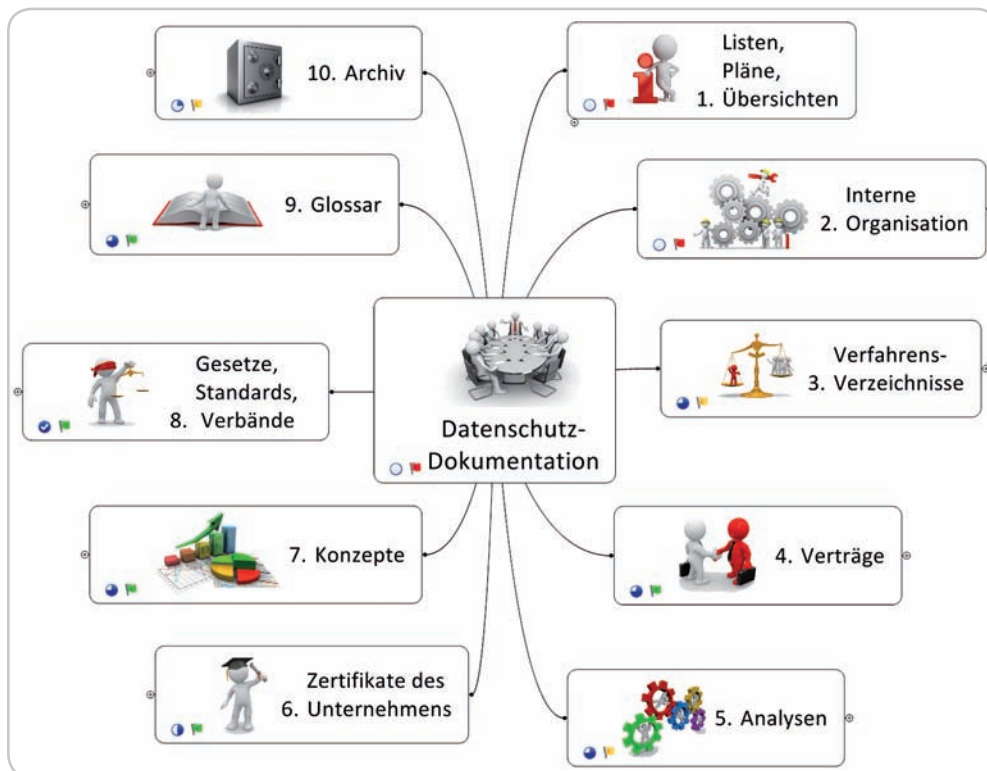 Datenschutz-
Dokumentation
Listen,
Pläne,
1. Übersichten
Interne
2. Organisation
Verfahrens-
3. Verzeichnisse
4. Verträge
5. Analysen
Zertifikate des
6. Unternehmens
7. Konzepte
Gesetze,
Standards,
8. Verbände
9. Glossar
10. Archiv